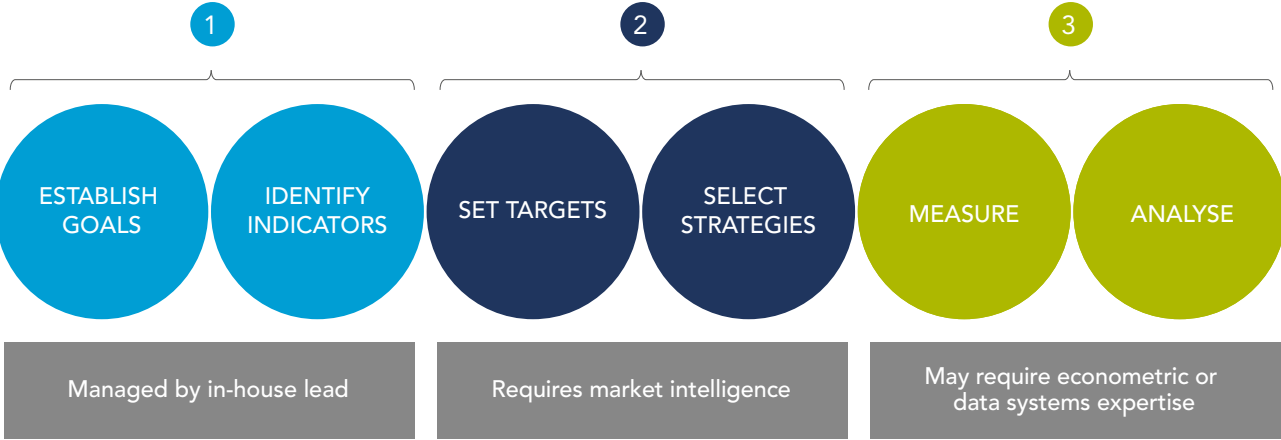 1
2
3
ESTABLISH
GOALS
IDENTIFY
INDICATORS
SET TARGETS
SELECT
STRATEGIES
MEASURE
ANALYSE
Managed by in-house lead
Requires market intelligence
May require econometric or
data systems expertise